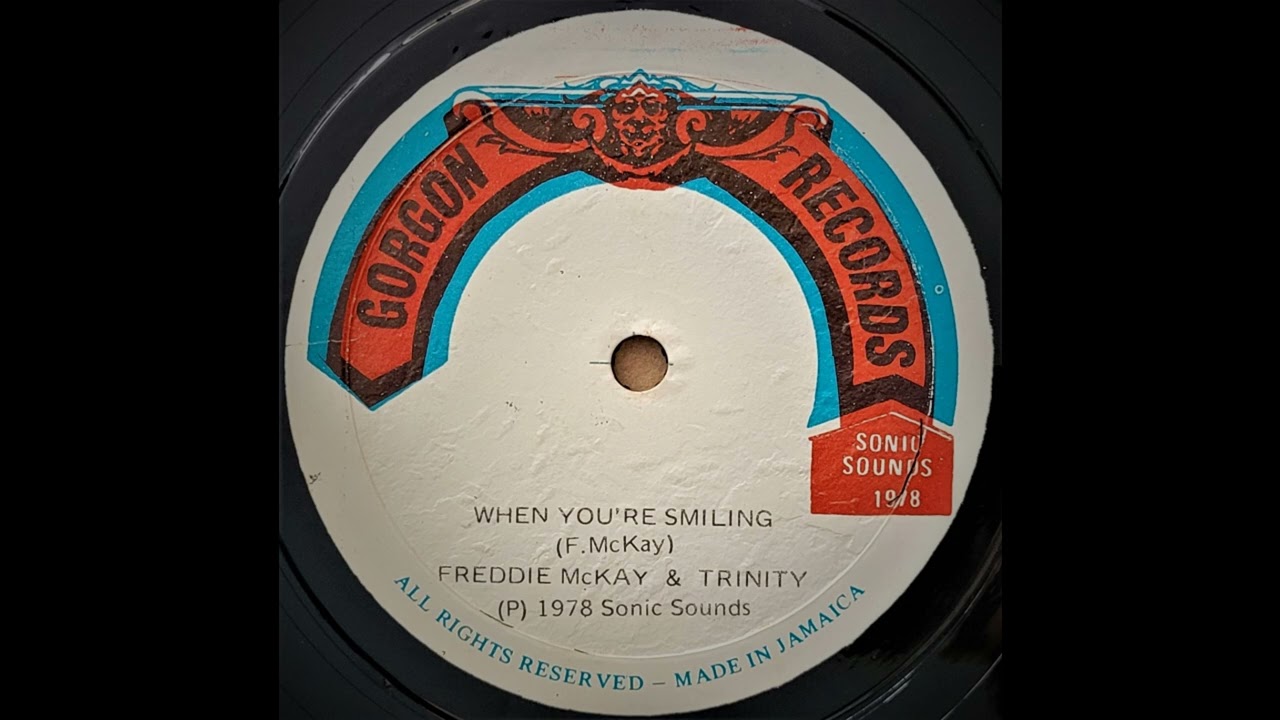 GORGON RECORDS
SONIC
SOUNDS
1978
WHEN YOU'RE SMILING
(F.McKay)
FREDDIE McKAY & TRINITY
(P) 1978 Sonic Sounds
ALL RIGHTS RESERVED – MADE IN JAMAICA